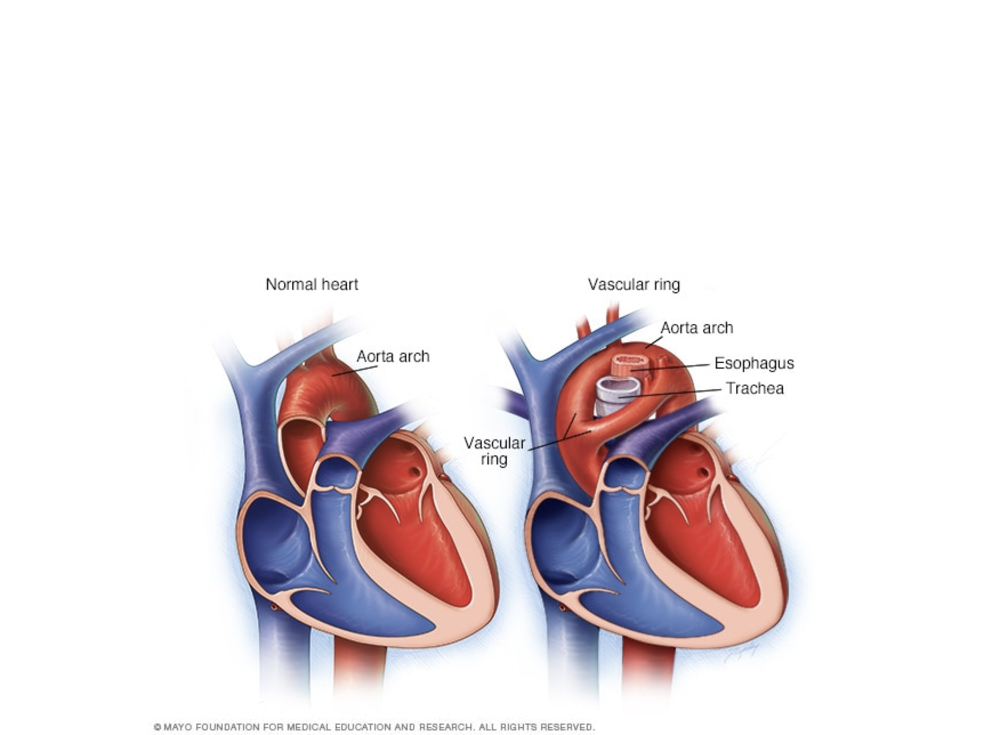 Normal heart
Vascular ring
Aorta arch
Aorta arch
Esophagus
Trachea
Vascular
ring
© MAYO FOUNDATION FOR MEDICAL EDUCATION AND RESEARCH. ALL RIGHTS RESERVED.